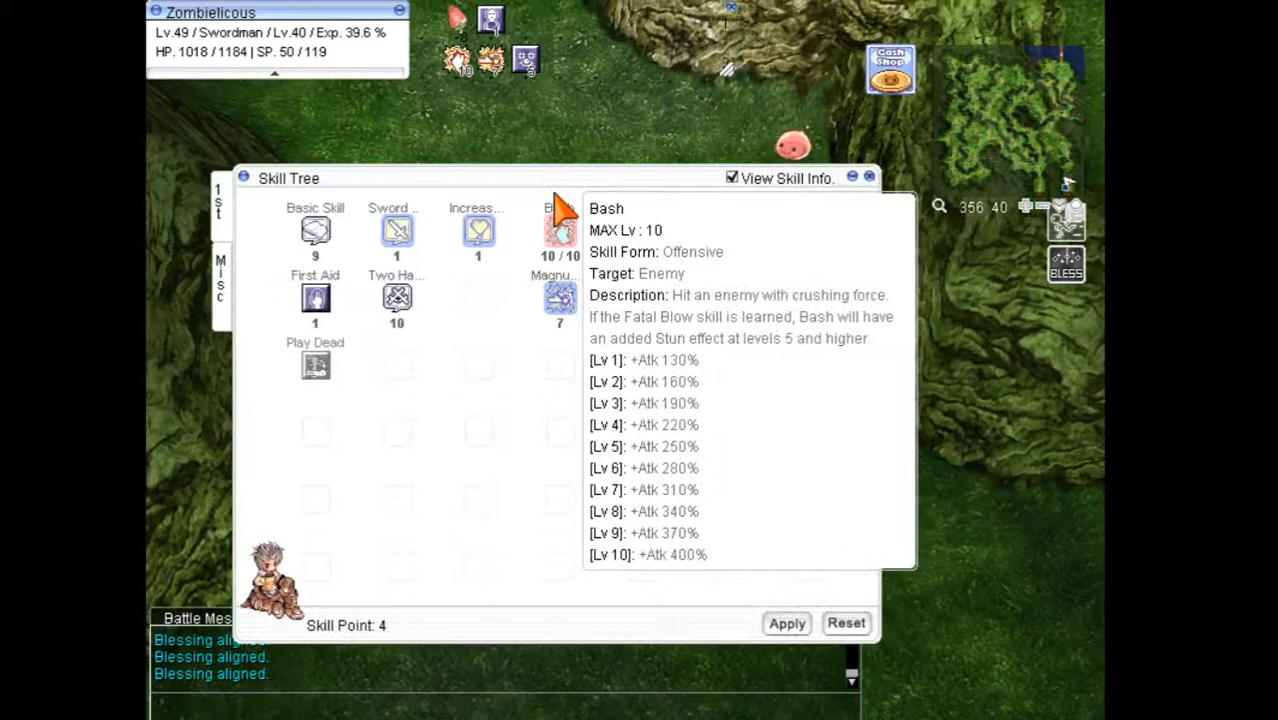 Zombielicous
Lv.49 / Swordman / Lv.40 / Exp. 39.6 %
HP. 1018 / 1184 | SP. 50 / 119
1
10 7 5
Cash
Shop
356 40
BLESS
Skill Tree
View Skill Info.
1st
Misc
Basic Skill Sword .. Increas...
9 1 1 10 / 10
First Aid Two Ha... Magnu...
1 10 7
Play Dead
Bash
MAX Lv : 10
Skill Form: Offensive
Target: Enemy
Description: Hit an enemy with crushing force.
If the Fatal Blow skill is learned, Bash will have
an added Stun effect at levels 5 and higher.
[Lv 1]: +Atk 130%
[Lv 2]: +Atk 160%
[Lv 3]: +Atk 190%
[Lv 4]: +Atk 220%
[Lv 5]: +Atk 250%
[Lv 6]: +Atk 280%
[Lv 7]: +Atk 310%
[Lv 8]: +Atk 340%
[Lv 9]: +Atk 370%
[Lv 10]: +Atk 400%
Skill Point: 4
Apply Reset
Battle Mes
Blessing aligned.
Blessing aligned.
Blessing aligned.